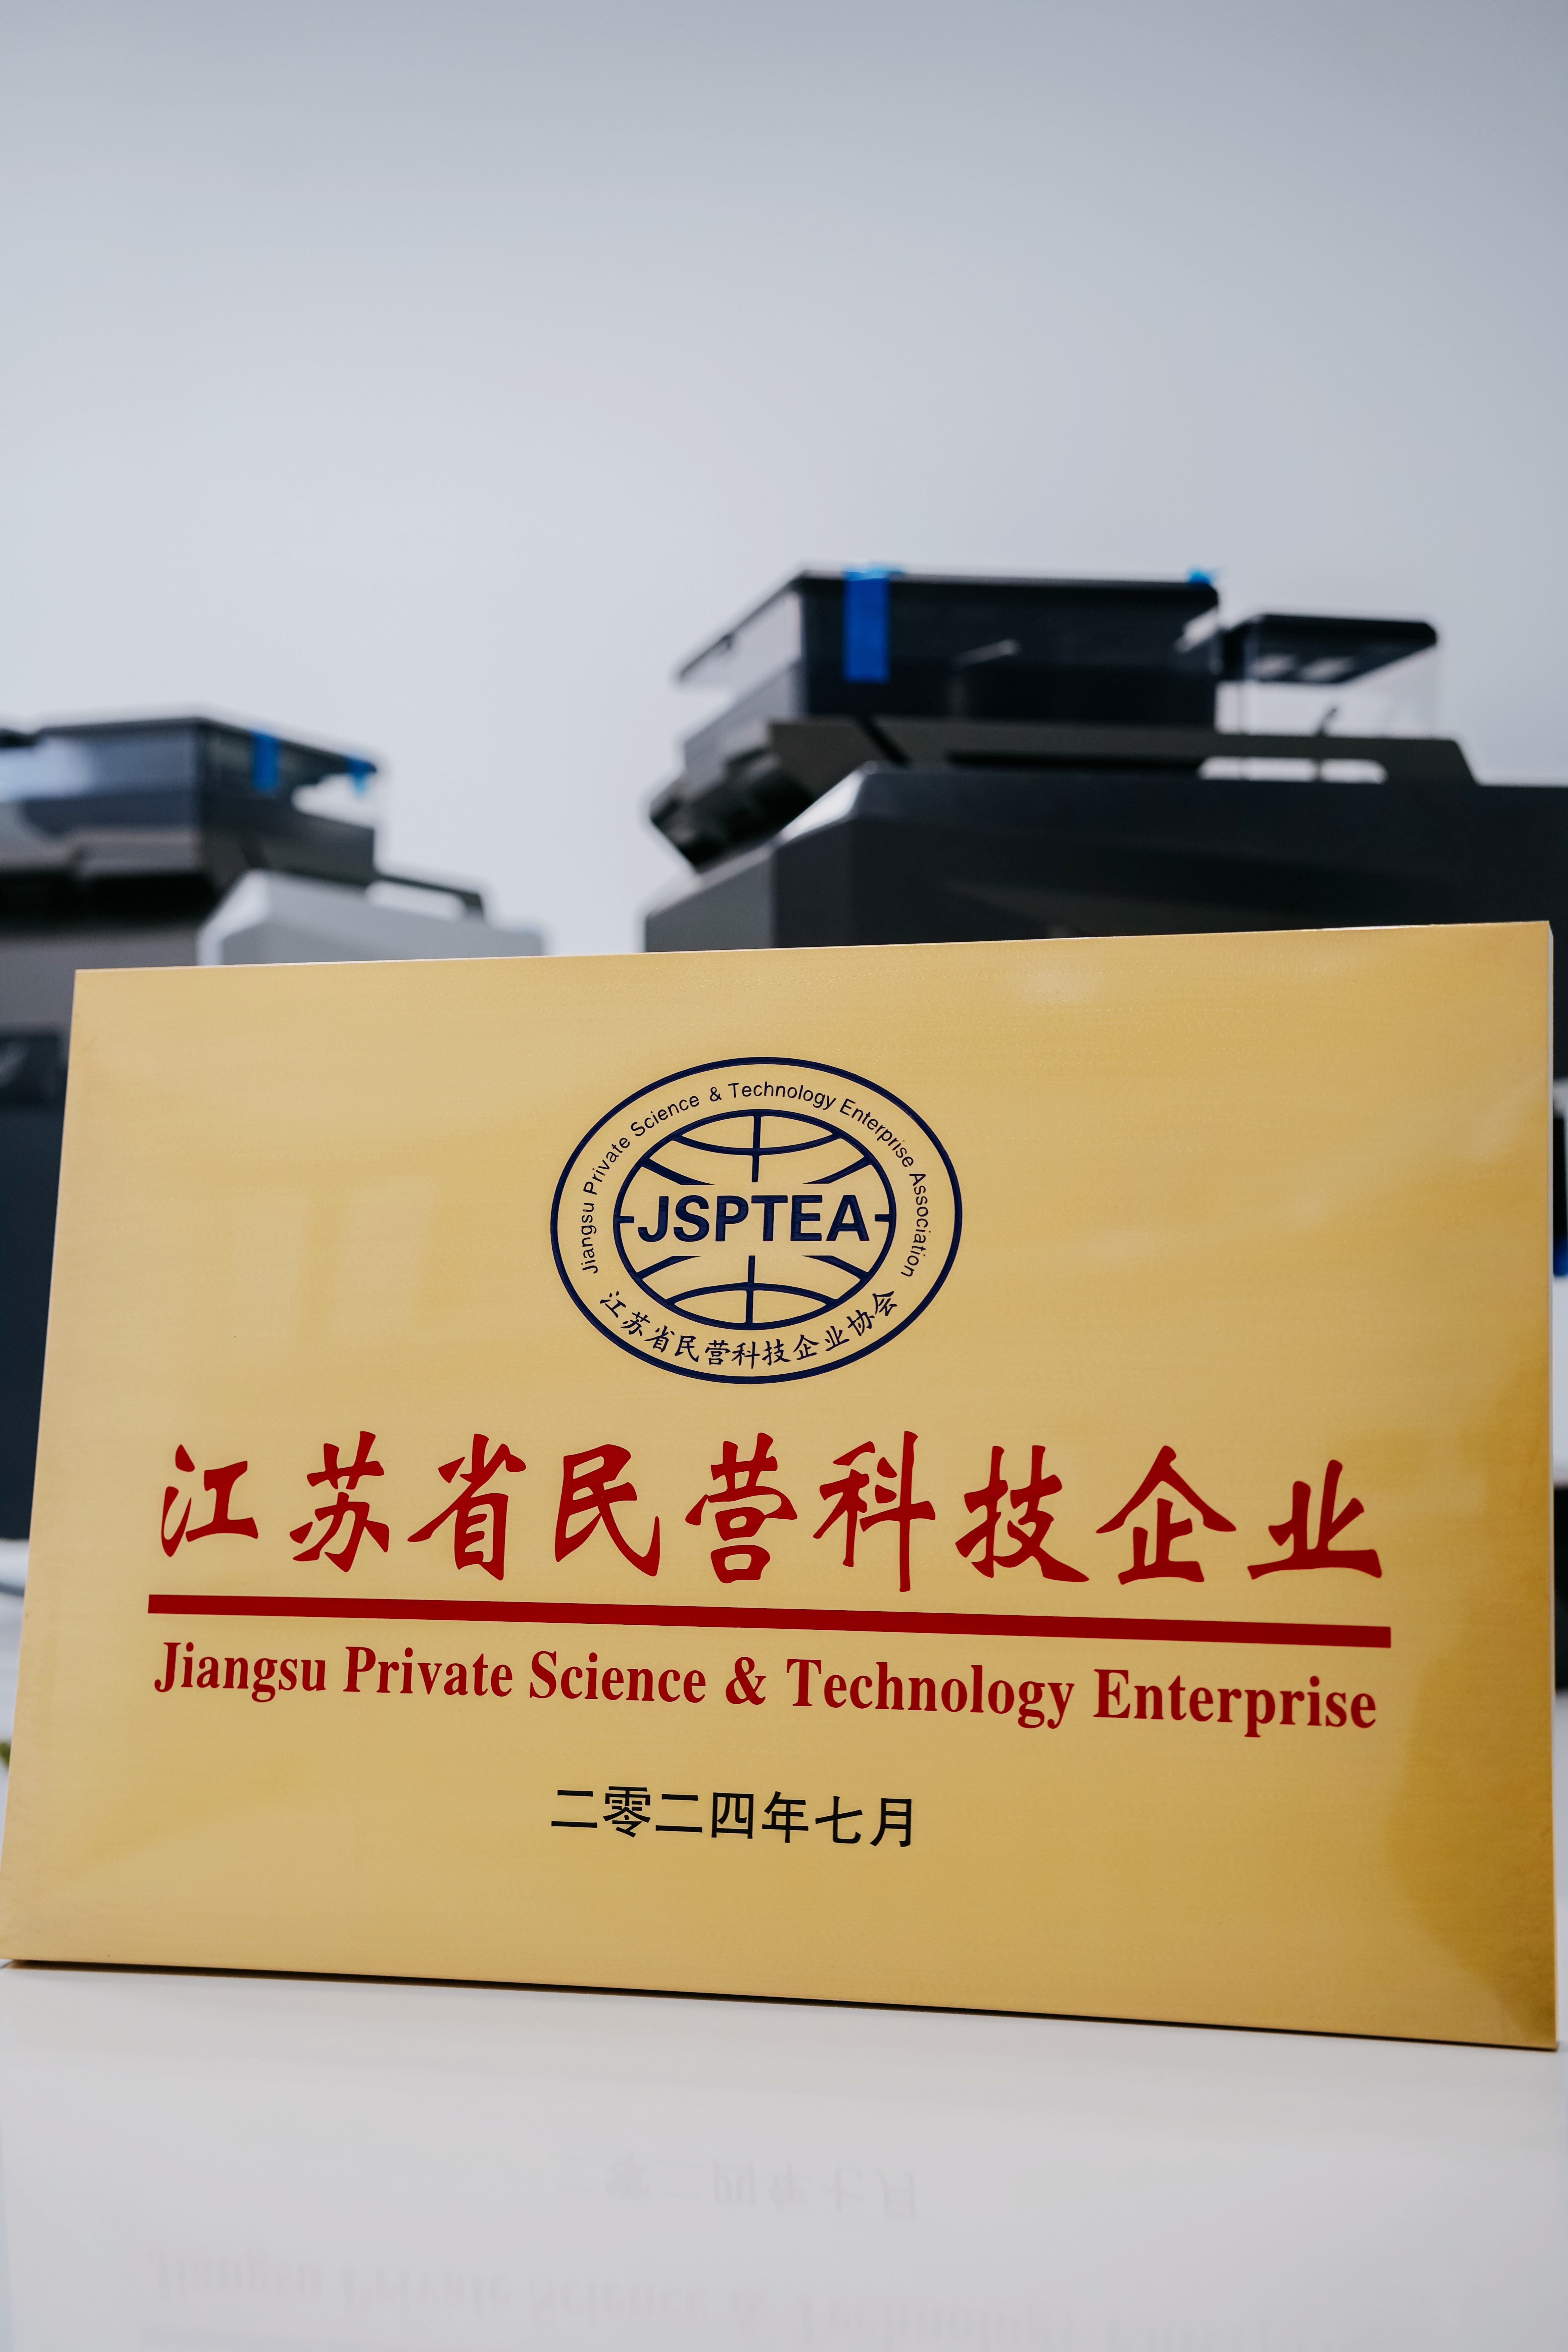 Jiangsu Private Science & Technology Enterprise Association
JSPTEA
江苏省民营科技企业协会
江苏省民营科技企业
Jiangsu Private Science & Technology Enterprise
二零二四年七月